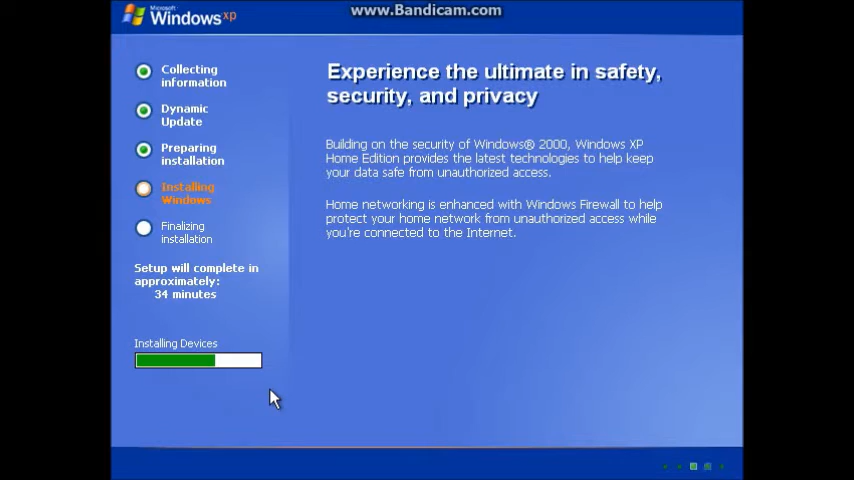 www.Bandicam.com
Microsoft
Windows xp
Collecting
information
Dynamic
Update
Preparing
installation
Installing
Windows
Finalizing
installation
Setup will complete in
approximately:
34 minutes
Installing Devices
Experience the ultimate in safety,
security, and privacy
Building on the security of Windows® 2000, Windows XP
Home Edition provides the latest technologies to help keep
your data safe from unauthorized access.
Home networking is enhanced with Windows Firewall to help
protect your home network from unauthorized access while
you're connected to the Internet.